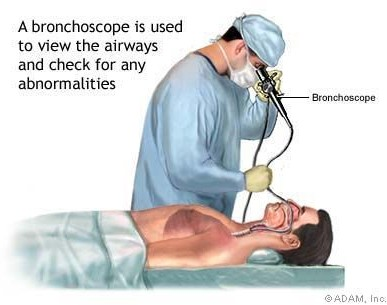 A bronchoscope is used
to view the airways
and check for any
abnormalities
Bronchoscope
© ADAM, Inc.